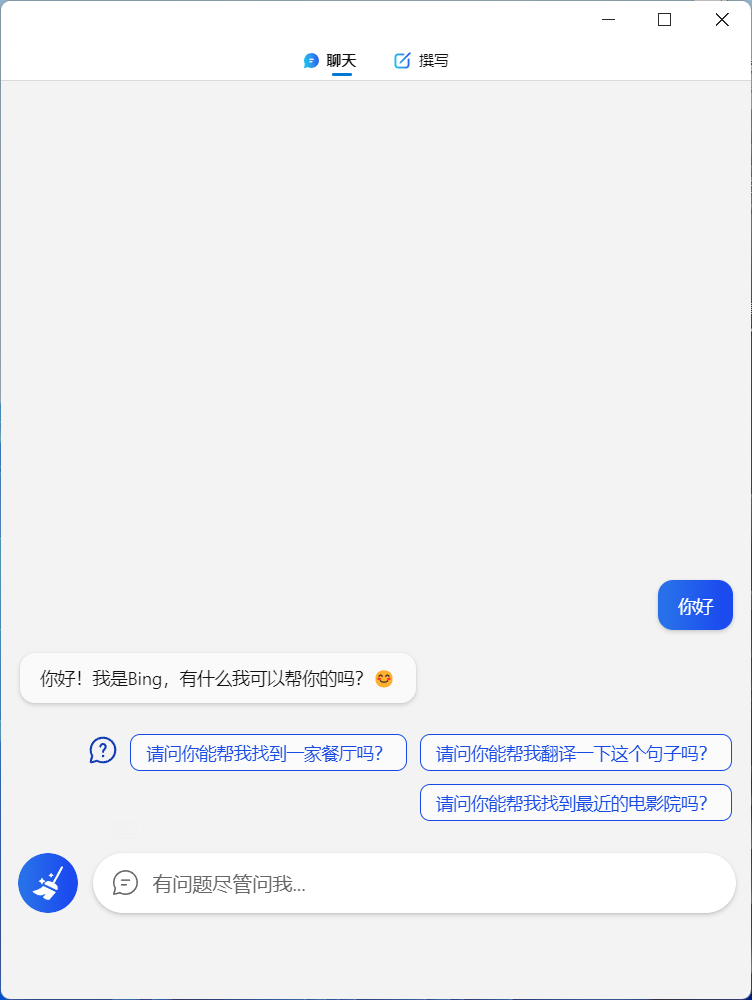 聊天
撰写
你好
你好！我是Bing，有什么我可以帮你的吗？😊
请问你能帮我找到一家餐厅吗？
请问你能帮我翻译一下这个句子吗？
请问你能帮我找到最近的电影院吗？
有问题尽管问我...